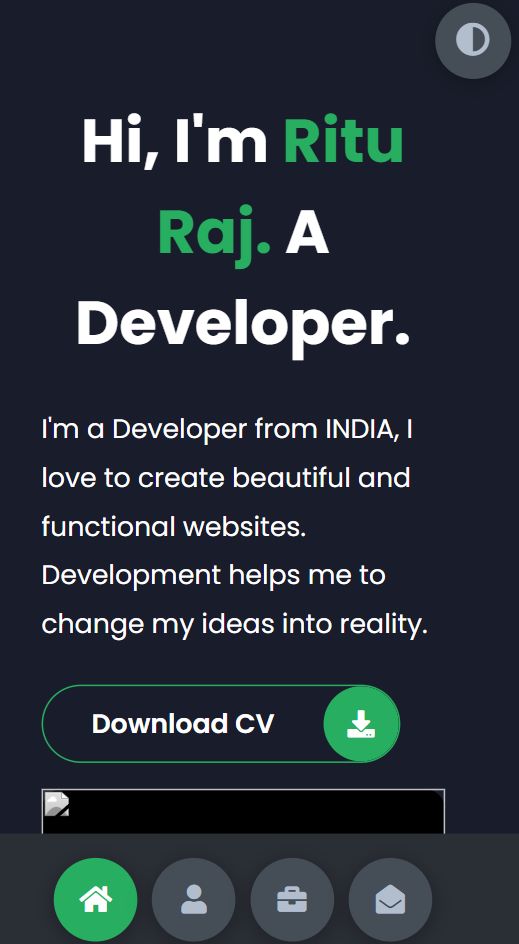 Hi, I'm Ritu
Raj. A
Developer.
I'm a Developer from INDIA, I
love to create beautiful and
functional websites.
Development helps me to
change my ideas into reality.
Download CV